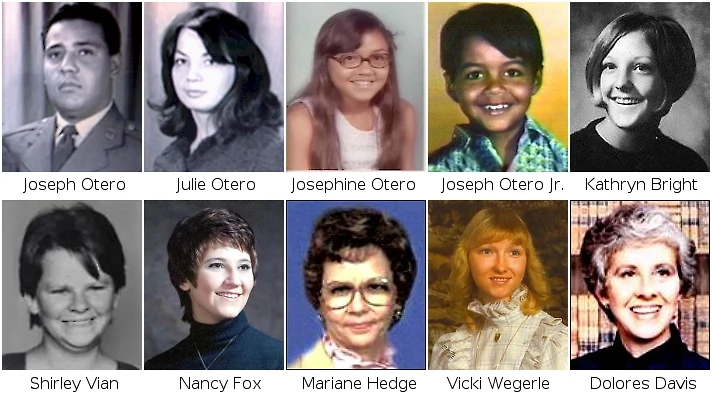 Joseph Otero Julie Otero Josephine Otero Joseph Otero Jr. Kathryn Bright
Shirley Vian Nancy Fox Mariane Hedge Vicki Wegerle Dolores Davis